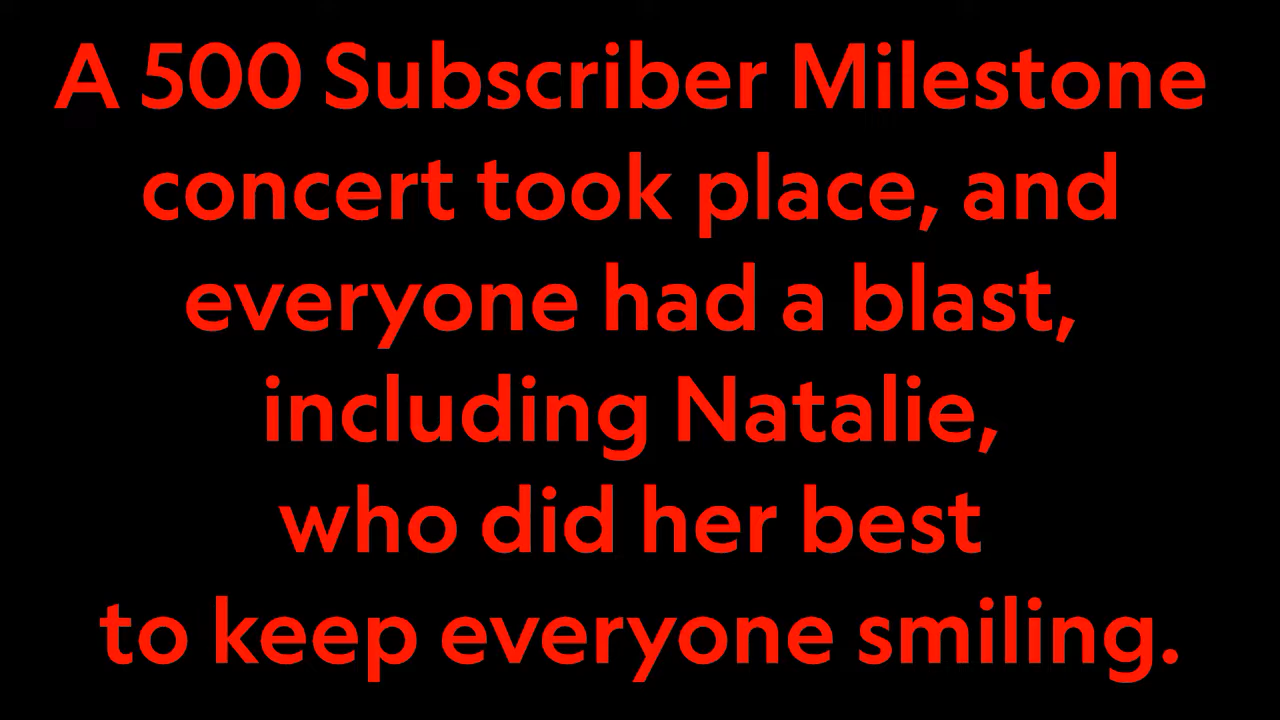 A 500 Subscriber Milestone
concert took place, and
everyone had a blast,
including Natalie,
who did her best
to keep everyone smiling.